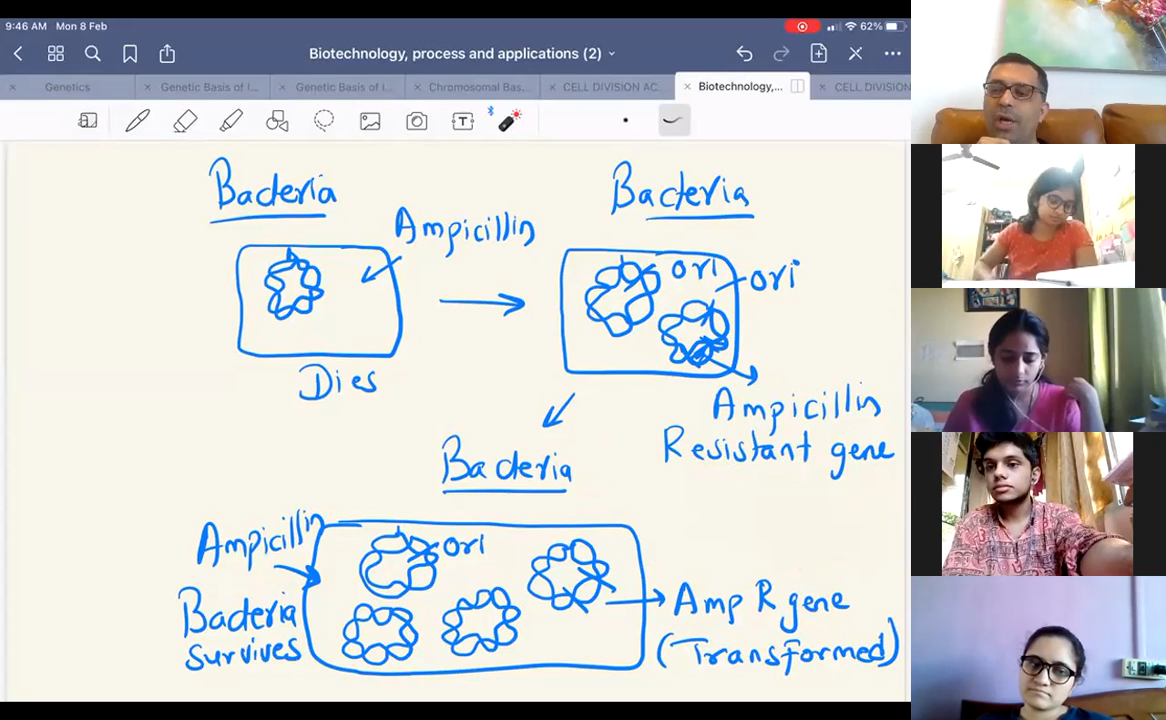 9:46 AM Mon 8 Feb
62%
Biotechnology, process and applications (2)
Genetics
Genetic Basis of I...
Genetic Basis of I...
Chromosomal Bas...
CELL DIVISION AC...
Biotechnology,...
CELL DIVISION
T
Bacteria
Bacteria
Ampicillin
ori
ori
Dies
Ampicillin
Resistant gene
Bacteria
Ampicillin
ori
Bacteria
survives
Amp R gene
(Transformed)